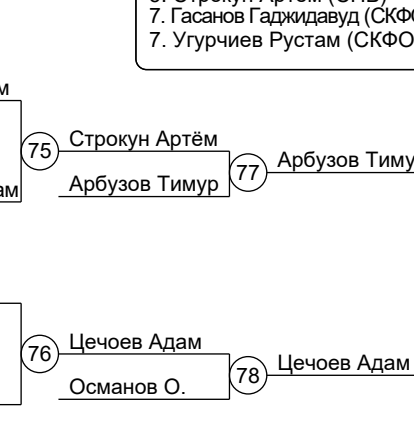 7. Гасанов Гаджидавуд (СКФО
7. Угурчиев Рустам (СКФО
75
Строкун Артём
Арбузов Тимур
77
Арбузов Тиму
76
Цечоев Адам
Османов О.
78
Цечоев Адам